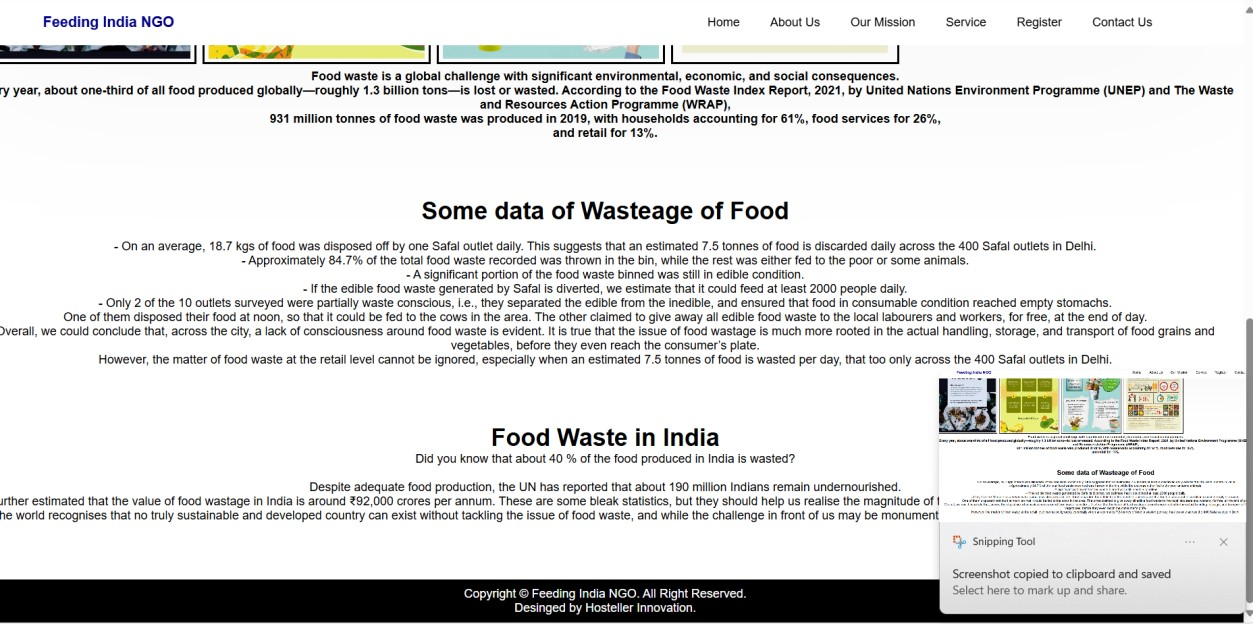 Feeding India NGO
Home About Us Our Mission Service Register Contact Us
Food waste is a global challenge with significant environmental, economic, and social consequences.
year, about one-third of all food produced globally—roughly 1.3 billion tons—is lost or wasted. According to the Food Waste Index Report, 2021, by United Nations Environment Programme (UNEP) and The Waste
and Resources Action Programme (WRAP),
931 million tonnes of food waste was produced in 2019, with households accounting for 61%, food services for 26%,
and retail for 13%.
Some data of Wasteage of Food
- On an average, 18.7 kgs of food was disposed off by one Safal outlet daily. This suggests that an estimated 7.5 tonnes of food is discarded daily across the 400 Safal outlets in Delhi.
- Approximately 84.7% of the total food waste recorded was thrown in the bin, while the rest was either fed to the poor or some animals.
- A significant portion of the food waste binned was still in edible condition.
- If the edible food waste generated by Safal is diverted, we estimate that it could feed at least 2000 people daily.
- Only 2 of the 10 outlets surveyed were partially waste conscious, i.e., they separated the edible from the inedible, and ensured that food in consumable condition reached empty stomachs.
One of them disposed their food at noon, so that it could be fed to the cows in the area. The other claimed to give away all edible food waste to the local labourers and workers, for free, at the end of day.
Overall, we could conclude that, across the city, a lack of consciousness around food waste is evident. It is true that the issue of food wastage is much more rooted in the actual handling, storage, and transport of food grains and
vegetables, before they even reach the consumer's plate.
However, the matter of food waste at the retail level cannot be ignored, especially when an estimated 7.5 tonnes of food is wasted per day, that too only across the 400 Safal outlets in Delhi.
Food Waste in India
Did you know that about 40 % of the food produced in India is wasted?
Despite adequate food production, the UN has reported that about 190 million Indians remain undernourished.
urther estimated that the value of food wastage in India is around ₹92,000 crores per annum. These are some bleak statistics, but they should help us realise the magnitude of
he world recognises that no truly sustainable and developed country can exist without tackling the issue of food waste, and while the challenge in front of us may be monument
Feeding India NGO
Some data of Wasteage of Food
Snipping Tool
Screenshot copied to clipboard and saved
Select here to mark up and share.
Copyright © Feeding India NGO. All Right Reserved.
Desinged by Hosteller Innovation.